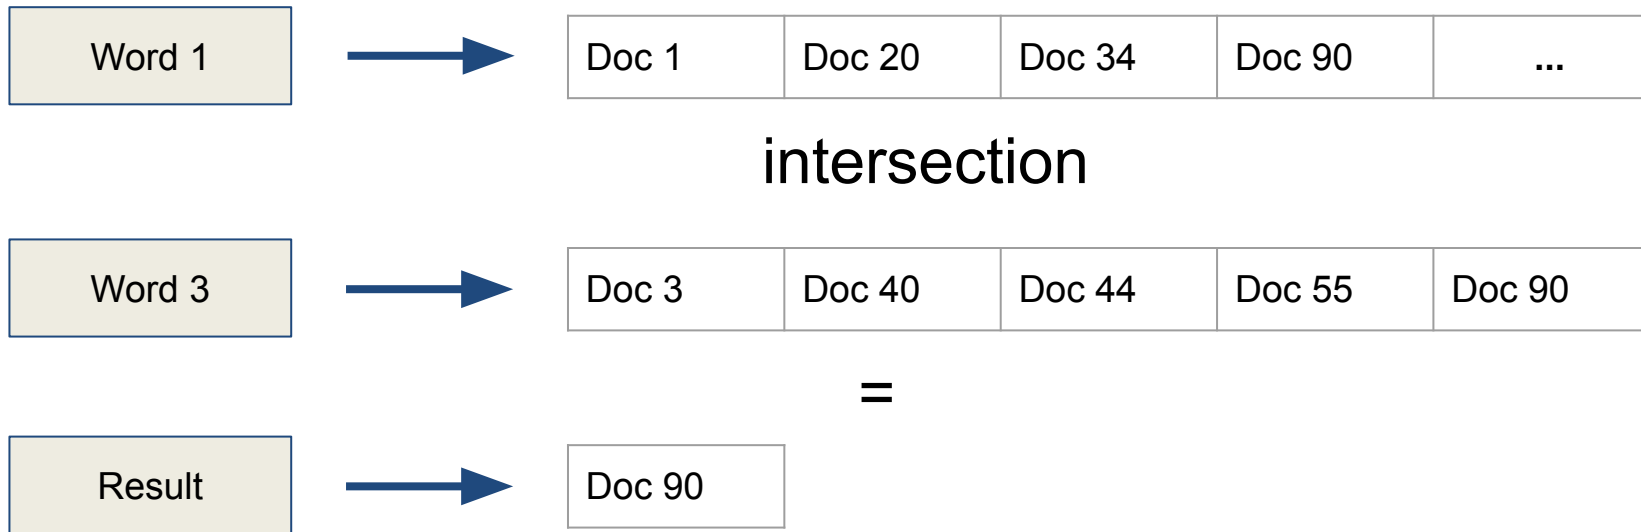 Word 1 Doc 1 Doc 20 Doc 34 Doc 90 ...
intersection
Word 3 Doc 3 Doc 40 Doc 44 Doc 55 Doc 90
=
Result Doc 90